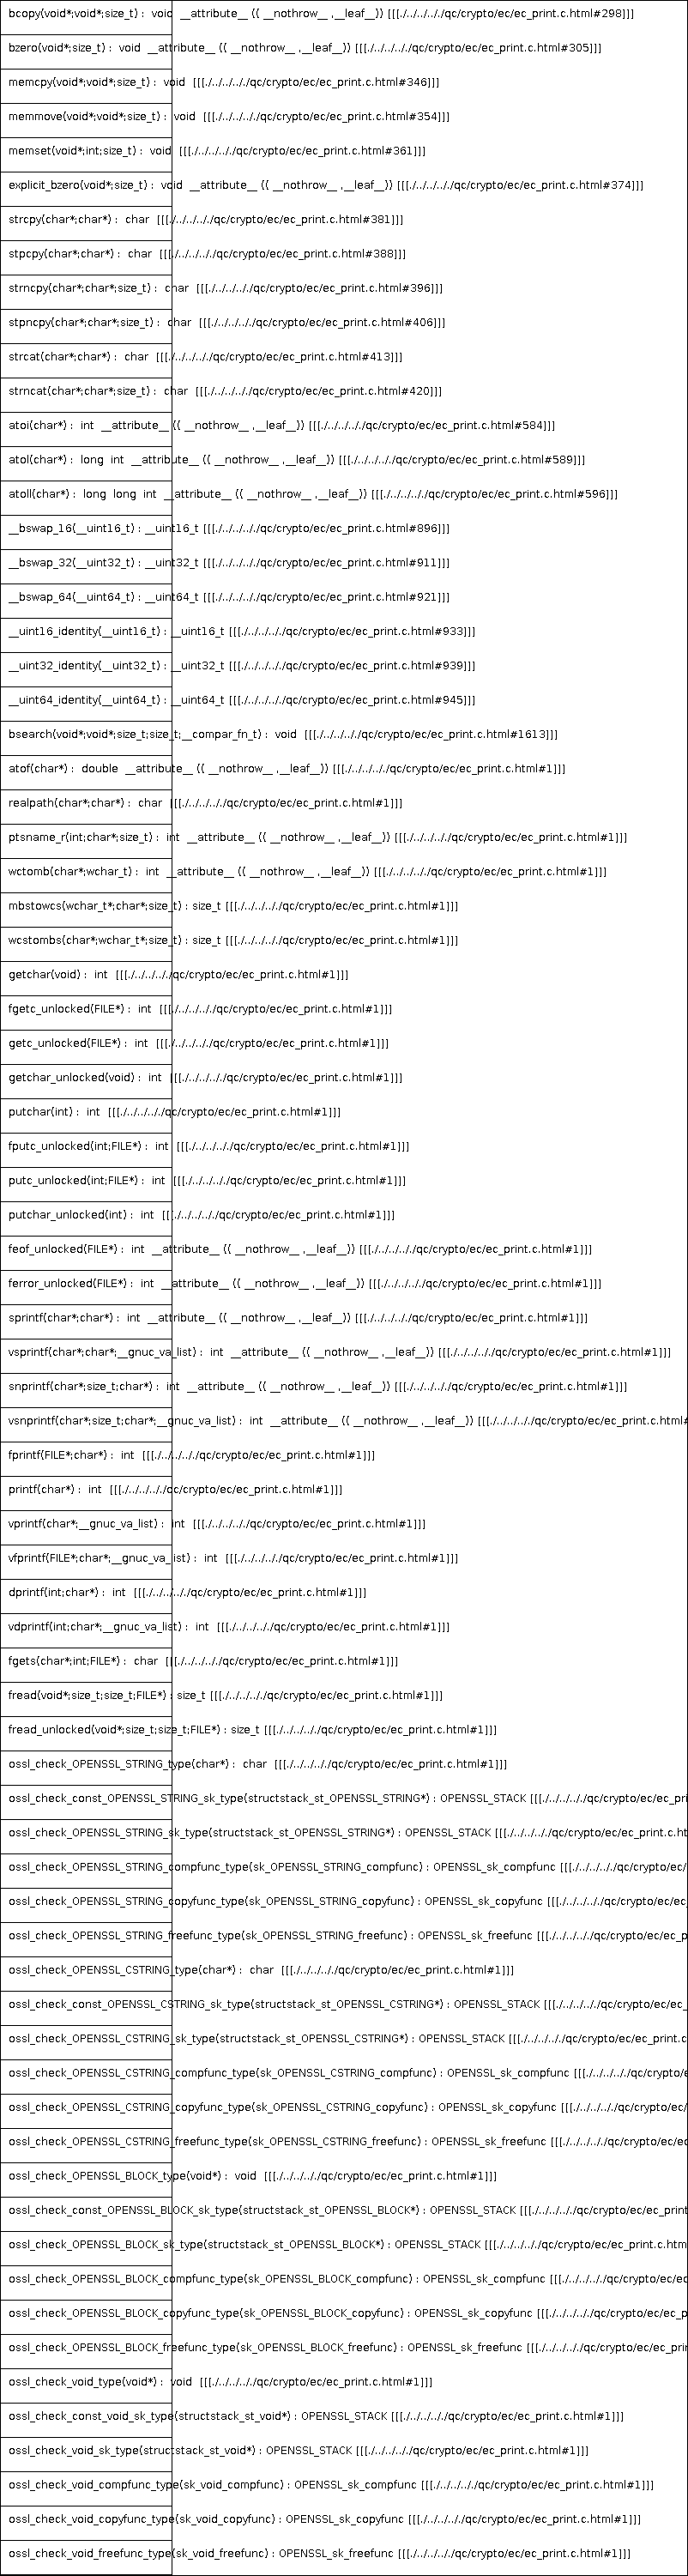 bcopy(void*;void*;size_t) : void __attribute__ (( __nothrow__ ,__leaf__)) [[[./../../../../qc/crypto/ec/ec_print.c.html#298]]]
bzero(void*;size_t) : void __attribute__ (( __nothrow__ ,__leaf__)) [[[./../../../../qc/crypto/ec/ec_print.c.html#305]]]
memcpy(void*;void*;size_t) : void [[[./../../../../qc/crypto/ec/ec_print.c.html#346]]]
memmove(void*;void*;size_t) : void [[[./../../../../qc/crypto/ec/ec_print.c.html#354]]]
memset(void*;int;size_t) : void [[[./../../../../qc/crypto/ec/ec_print.c.html#361]]]
explicit_bzero(void*;size_t) : void __attribute__ (( __nothrow__ ,__leaf__)) [[[./../../../../qc/crypto/ec/ec_print.c.html#374]]]
strcpy(char*;char*) : char [[[./../../../../qc/crypto/ec/ec_print.c.html#381]]]
stpcpy(char*;char*) : char [[[./../../../../qc/crypto/ec/ec_print.c.html#388]]]
strncpy(char*;char*;size_t) : char [[[./../../../../qc/crypto/ec/ec_print.c.html#396]]]
stpncpy(char*;char*;size_t) : char [[[./../../../../qc/crypto/ec/ec_print.c.html#406]]]
strcat(char*;char*) : char [[[./../../../../qc/crypto/ec/ec_print.c.html#413]]]
strncat(char*;char*;size_t) : char [[[./../../../../qc/crypto/ec/ec_print.c.html#420]]]
atoi(char*) : int __attribute__ (( __nothrow__ ,__leaf__)) [[[./../../../../qc/crypto/ec/ec_print.c.html#584]]]
atol(char*) : long int __attribute__ (( __nothrow__ ,__leaf__)) [[[./../../../../qc/crypto/ec/ec_print.c.html#589]]]
atoll(char*) : long long int __attribute__ (( __nothrow__ ,__leaf__)) [[[./../../../../qc/crypto/ec/ec_print.c.html#596]]]
__bswap_16(__uint16_t) : __uint16_t [[[./../../../../qc/crypto/ec/ec_print.c.html#896]]]
__bswap_32(__uint32_t) : __uint32_t [[[./../../../../qc/crypto/ec/ec_print.c.html#911]]]
__bswap_64(__uint64_t) : __uint64_t [[[./../../../../qc/crypto/ec/ec_print.c.html#921]]]
__uint16_identity(__uint16_t) : __uint16_t [[[./../../../../qc/crypto/ec/ec_print.c.html#933]]]
__uint32_identity(__uint32_t) : __uint32_t [[[./../../../../qc/crypto/ec/ec_print.c.html#939]]]
__uint64_identity(__uint64_t) : __uint64_t [[[./../../../../qc/crypto/ec/ec_print.c.html#945]]]
bsearch(void*;void*;size_t;size_t;__compar_fn_t) : void [[[./../../../../qc/crypto/ec/ec_print.c.html#1613]]]
atof(char*) : double __attribute__ (( __nothrow__ ,__leaf__)) [[[./../../../../qc/crypto/ec/ec_print.c.html#1]]]
realpath(char*;char*) : char [[[./../../../../qc/crypto/ec/ec_print.c.html#1]]]
ptsname_r(int;char*;size_t) : int __attribute__ (( __nothrow__ ,__leaf__)) [[[./../../../../qc/crypto/ec/ec_print.c.html#1]]]
wctomb(char*;wchar_t) : int __attribute__ (( __nothrow__ ,__leaf__)) [[[./../../../../qc/crypto/ec/ec_print.c.html#1]]]
mbstowcs(wchar_t*;char*;size_t) : size_t [[[./../../../../qc/crypto/ec/ec_print.c.html#1]]]
wcstombs(char*;wchar_t*;size_t) : size_t [[[./../../../../qc/crypto/ec/ec_print.c.html#1]]]
getchar(void) : int [[[./../../../../qc/crypto/ec/ec_print.c.html#1]]]
fgetc_unlocked(FILE*) : int [[[./../../../../qc/crypto/ec/ec_print.c.html#1]]]
getc_unlocked(FILE*) : int [[[./../../../../qc/crypto/ec/ec_print.c.html#1]]]
getchar_unlocked(void) : int [[[./../../../../qc/crypto/ec/ec_print.c.html#1]]]
putchar(int) : int [[[./../../../../qc/crypto/ec/ec_print.c.html#1]]]
fputc_unlocked(int;FILE*) : int [[[./../../../../qc/crypto/ec/ec_print.c.html#1]]]
putc_unlocked(int;FILE*) : int [[[./../../../../qc/crypto/ec/ec_print.c.html#1]]]
putchar_unlocked(int) : int [[[./../../../../qc/crypto/ec/ec_print.c.html#1]]]
feof_unlocked(FILE*) : int __attribute__ (( __nothrow__ ,__leaf__)) [[[./../../../../qc/crypto/ec/ec_print.c.html#1]]]
ferror_unlocked(FILE*) : int __attribute__ (( __nothrow__ ,__leaf__)) [[[./../../../../qc/crypto/ec/ec_print.c.html#1]]]
sprintf(char*;char*) : int __attribute__ (( __nothrow__ ,__leaf__)) [[[./../../../../qc/crypto/ec/ec_print.c.html#1]]]
vsprintf(char*;char*;__gnuc_va_list) : int __attribute__ (( __nothrow__ ,__leaf__)) [[[./../../../../qc/crypto/ec/ec_print.c.html#1]]]
snprintf(char*;size_t;char*) : int __attribute__ (( __nothrow__ ,__leaf__)) [[[./../../../../qc/crypto/ec/ec_print.c.html#1]]]
vsnprintf(char*;size_t;char*;__gnuc_va_list) : int __attribute__ (( __nothrow__ ,__leaf__)) [[[./../../../../qc/crypto/ec/ec_print.c.html#
fprintf(FILE*;char*) : int [[[./../../../../qc/crypto/ec/ec_print.c.html#1]]]
printf(char*) : int [[[./../../../../qc/crypto/ec/ec_print.c.html#1]]]
vprintf(char*;__gnuc_va_list) : int [[[./../../../../qc/crypto/ec/ec_print.c.html#1]]]
vfprintf(FILE*;char*;__gnuc_va_list) : int [[[./../../../../qc/crypto/ec/ec_print.c.html#1]]]
dprintf(int;char*) : int [[[./../../../../qc/crypto/ec/ec_print.c.html#1]]]
vdprintf(int;char*;__gnuc_va_list) : int [[[./../../../../qc/crypto/ec/ec_print.c.html#1]]]
fgets(char*;int;FILE*) : char [[[./../../../../qc/crypto/ec/ec_print.c.html#1]]]
fread(void*;size_t;size_t;FILE*) : size_t [[[./../../../../qc/crypto/ec/ec_print.c.html#1]]]
fread_unlocked(void*;size_t;size_t;FILE*) : size_t [[[./../../../../qc/crypto/ec/ec_print.c.html#1]]]
ossl_check_OPENSSL_STRING_type(char*) : char [[[./../../../../qc/crypto/ec/ec_print.c.html#1]]]
ossl_check_const_OPENSSL_STRING_sk_type(structstack_st_OPENSSL_STRING*) : OPENSSL_STACK [[[./../../../../qc/crypto/ec/ec_pri
ossl_check_OPENSSL_STRING_sk_type(structstack_st_OPENSSL_STRING*) : OPENSSL_STACK [[[./../../../../qc/crypto/ec/ec_print.c.ht
ossl_check_OPENSSL_STRING_compfunc_type(sk_OPENSSL_STRING_compfunc) : OPENSSL_sk_compfunc [[[./../../../../qc/crypto/ec/
ossl_check_OPENSSL_STRING_copyfunc_type(sk_OPENSSL_STRING_copyfunc) : OPENSSL_sk_copyfunc [[[./../../../../qc/crypto/ec/ec_
ossl_check_OPENSSL_STRING_freefunc_type(sk_OPENSSL_STRING_freefunc) : OPENSSL_sk_freefunc [[[./../../../../qc/crypto/ec/ec_p
ossl_check_OPENSSL_CSTRING_type(char*) : char [[[./../../../../qc/crypto/ec/ec_print.c.html#1]]]
ossl_check_const_OPENSSL_CSTRING_sk_type(structstack_st_OPENSSL_CSTRING*) : OPENSSL_STACK [[[./../../../../qc/crypto/ec/ec_
ossl_check_OPENSSL_CSTRING_sk_type(structstack_st_OPENSSL_CSTRING*) : OPENSSL_STACK [[[./../../../../qc/crypto/ec/ec_print.c
ossl_check_OPENSSL_CSTRING_compfunc_type(sk_OPENSSL_CSTRING_compfunc) : OPENSSL_sk_compfunc [[[./../../../../qc/crypto/e
ossl_check_OPENSSL_CSTRING_copyfunc_type(sk_OPENSSL_CSTRING_copyfunc) : OPENSSL_sk_copyfunc [[[./../../../../qc/crypto/ec/
ossl_check_OPENSSL_CSTRING_freefunc_type(sk_OPENSSL_CSTRING_freefunc) : OPENSSL_sk_freefunc [[[./../../../../qc/crypto/ec/ec
ossl_check_OPENSSL_BLOCK_type(void*) : void [[[./../../../../qc/crypto/ec/ec_print.c.html#1]]]
ossl_check_const_OPENSSL_BLOCK_sk_type(structstack_st_OPENSSL_BLOCK*) : OPENSSL_STACK [[[./../../../../qc/crypto/ec/ec_print
ossl_check_OPENSSL_BLOCK_sk_type(structstack_st_OPENSSL_BLOCK*) : OPENSSL_STACK [[[./../../../../qc/crypto/ec/ec_print.c.htm
ossl_check_OPENSSL_BLOCK_compfunc_type(sk_OPENSSL_BLOCK_compfunc) : OPENSSL_sk_compfunc [[[./../../../../qc/crypto/ec/ec
ossl_check_OPENSSL_BLOCK_copyfunc_type(sk_OPENSSL_BLOCK_copyfunc) : OPENSSL_sk_copyfunc [[[./../../../../qc/crypto/ec/ec_p
ossl_check_OPENSSL_BLOCK_freefunc_type(sk_OPENSSL_BLOCK_freefunc) : OPENSSL_sk_freefunc [[[./../../../../qc/crypto/ec/ec_prin
ossl_check_void_type(void*) : void [[[./../../../../qc/crypto/ec/ec_print.c.html#1]]]
ossl_check_const_void_sk_type(structstack_st_void*) : OPENSSL_STACK [[[./../../../../qc/crypto/ec/ec_print.c.html#1]]]
ossl_check_void_sk_type(structstack_st_void*) : OPENSSL_STACK [[[./../../../../qc/crypto/ec/ec_print.c.html#1]]]
ossl_check_void_compfunc_type(sk_void_compfunc) : OPENSSL_sk_compfunc [[[./../../../../qc/crypto/ec/ec_print.c.html#1]]]
ossl_check_void_copyfunc_type(sk_void_copyfunc) : OPENSSL_sk_copyfunc [[[./../../../../qc/crypto/ec/ec_print.c.html#1]]]
ossl_check_void_freefunc_type(sk_void_freefunc) : OPENSSL_sk_freefunc [[[./../../../../qc/crypto/ec/ec_print.c.html#1]]]